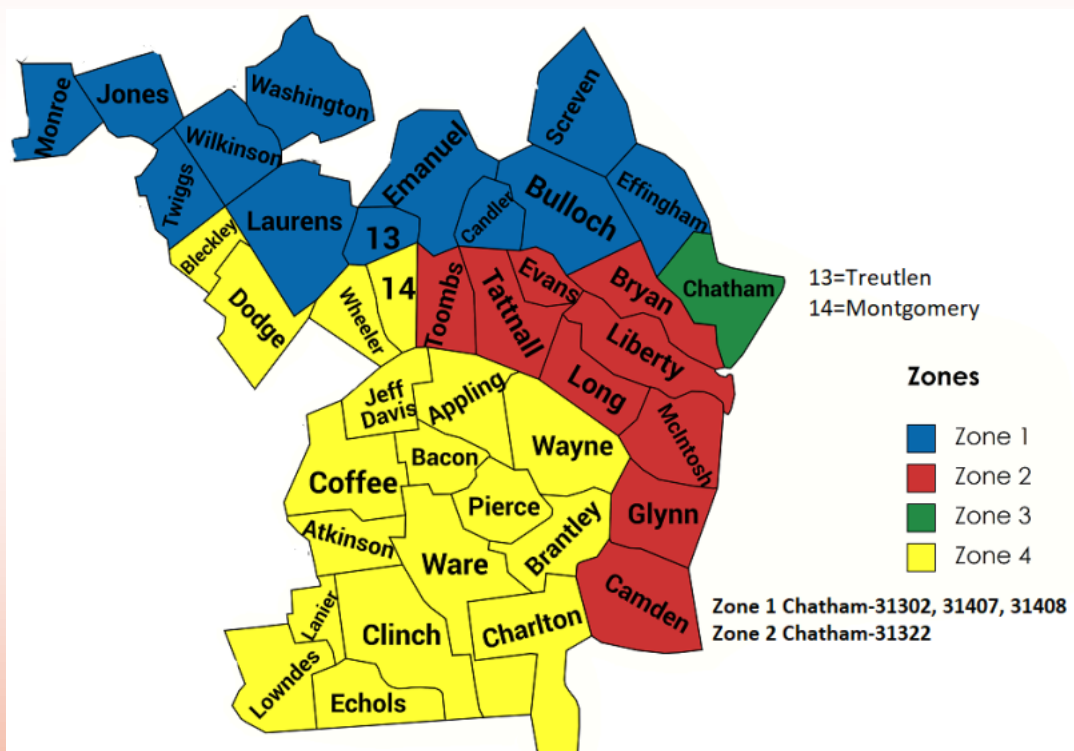 Monroe
Jones
Washington
Wilkinson
Twiggs
Laurens
Emanuel
13
Candler
Screven
Bulloch
Effingham
Bleckley
Dodge
Wheeler
14
Toombs
Tattnall
Evans
Bryan
Chatham
Liberty
Long
McIntosh
Jeff
Davis
Appling
Wayne
Bacon
Coffee
Pierce
Glynn
Atkinson
Ware
Brantley
Camden
Lanier
Clinch
Charlton
Lowndes
Echols
13=Treutlen
14=Montgomery
Zones
Zone 1
Zone 2
Zone 3
Zone 4
Zone 1 Chatham-31302, 31407, 31408
Zone 2 Chatham-31322